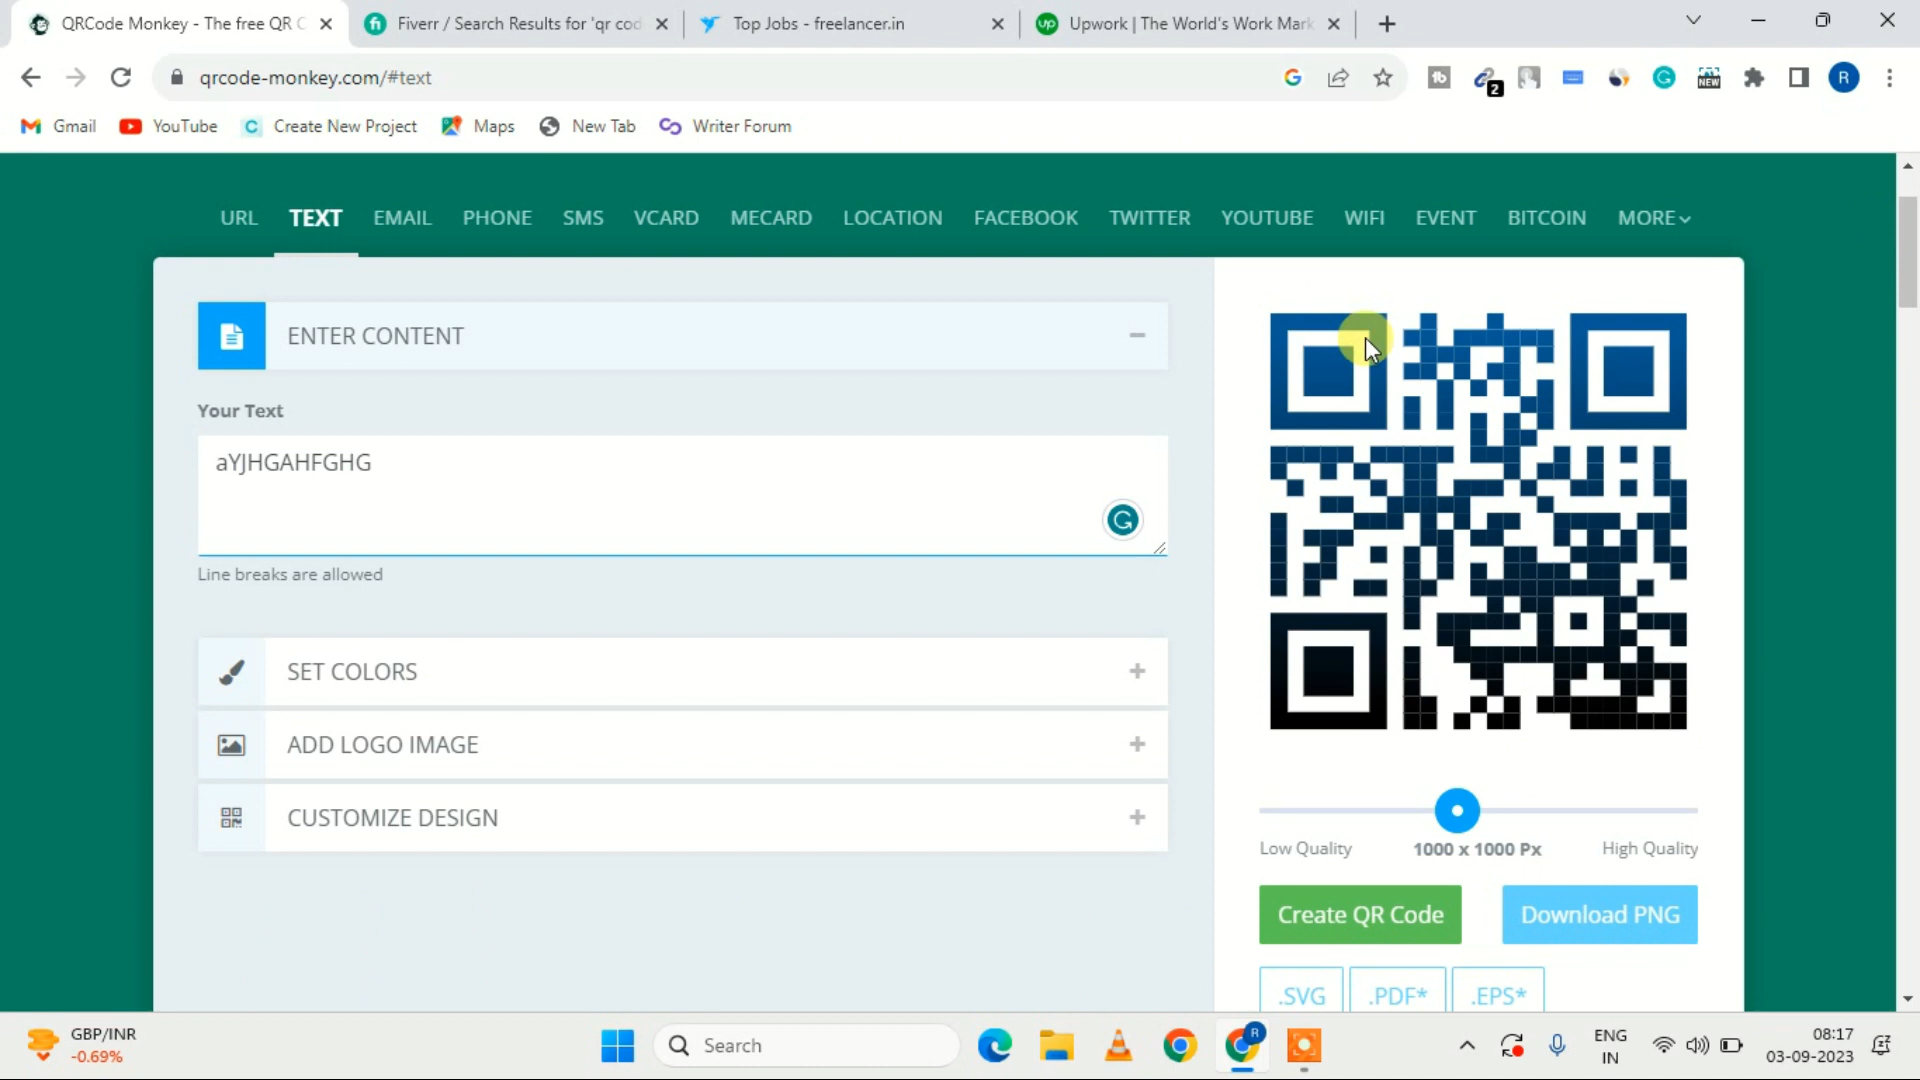 QRCode Monkey - The free QR C
Fiverr / Search Results for 'qr cod
Top Jobs - freelancer.in
Upwork | The World's Work Mark
qrcode-monkey.com/#text
2
NEW
R
Gmail
YouTube
Create New Project
Maps
New Tab
Writer Forum
URL
TEXT
EMAIL
PHONE
SMS
VCARD
MECARD
LOCATION
FACEBOOK
TWITTER
YOUTUBE
WIFI
EVENT
BITCOIN
MORE
ENTER CONTENT
Your Text
aYJHGAHFGHG
Line breaks are allowed
SET COLORS
ADD LOGO IMAGE
CUSTOMIZE DESIGN
Low Quality
1000 x 1000 Px
High Quality
Create QR Code
Download PNG
.SVG
.PDF*
.EPS*
GBP/INR
-0.69%
Search
R
ENG
IN
08:17
03-09-2023